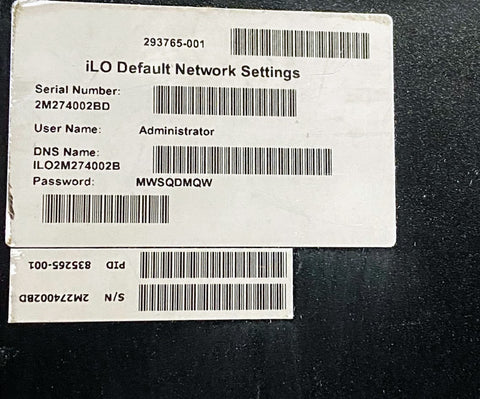 293765-001
iLO Default Network Settings
Serial Number:
2M274002BD
User Name: Administrator
DNS Name:
ILO2M274002B
Password: MWSQDMQW
PID 835265-001
S/N 2M274002BD